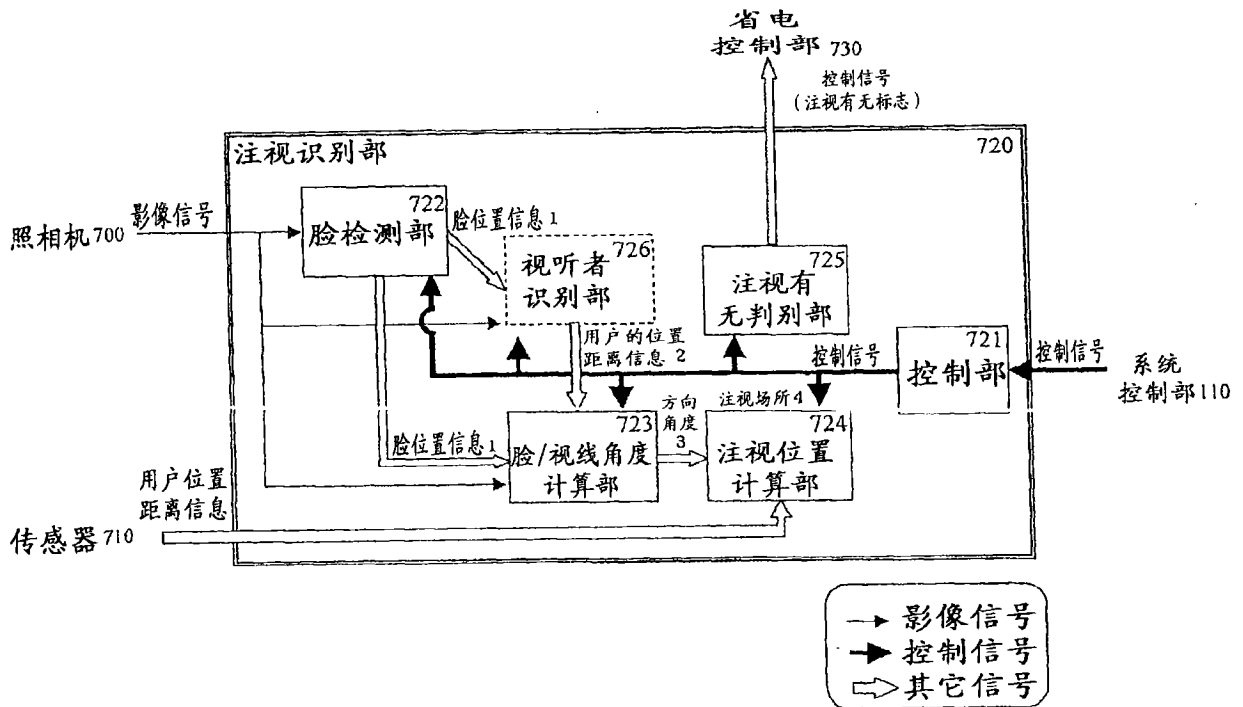 省电
控制部 730
控制信号
(注视有无标志)
注视识别部
720
照相机 700
影像信号
722
脸检测部
脸位置信息 1
726
视听者
识别部
725
注视有
无判别部
用户的位置
距离信息 2
控制信号
721
控制部
控制信号
系统
控制部 110
脸位置信息 1
723
脸/视线角度
计算部
方向
角度
3
注视场所 4
724
注视位置
计算部
用户位置
距离信息
传感器 710
影像信号
控制信号
其它信号